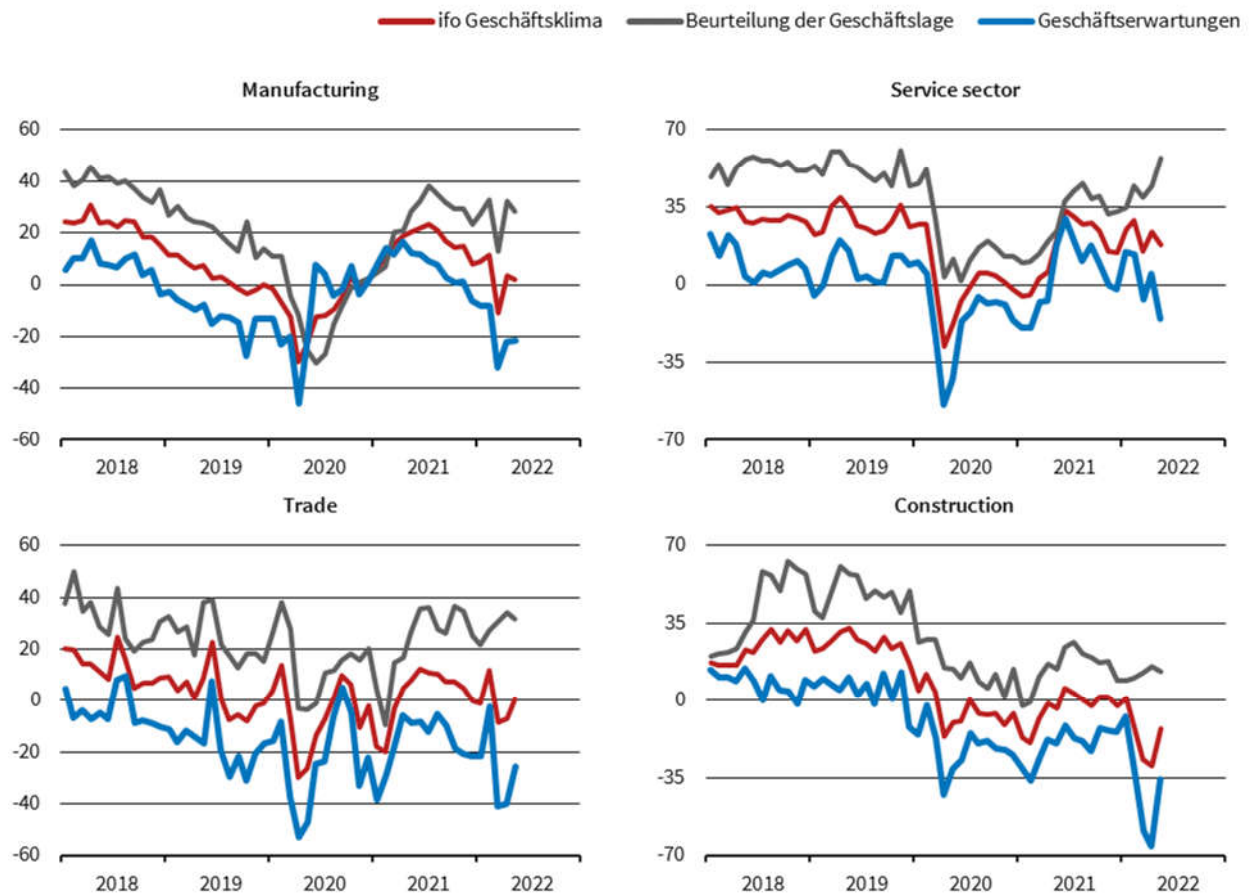 ifo Geschäftsklima Beurteilung der Geschäftslage Geschäftserwartungen
Manufacturing
60
40
20
0
-20
-40
-60
2018 2019 2020 2021 2022
Service sector
70
35
0
-35
-70
2018 2019 2020 2021 2022
Trade
60
40
20
0
-20
-40
-60
2018 2019 2020 2021 2022
Construction
70
35
0
-35
-70
2018 2019 2020 2021 2022